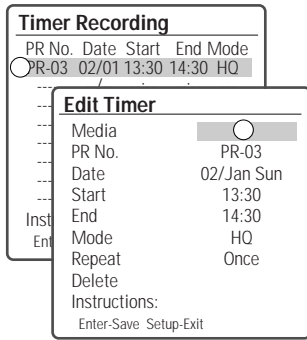 Timer Recording
PR No. Date Start End Mode
PR-03 02/01 13:30 14:30 HQ
Edit Timer
Media
PR No. PR-03
Date 02/Jan Sun
Start 13:30
End 14:30
Mode HQ
Repeat Once
Delete
Instructions:
Enter-Save Setup-Exit